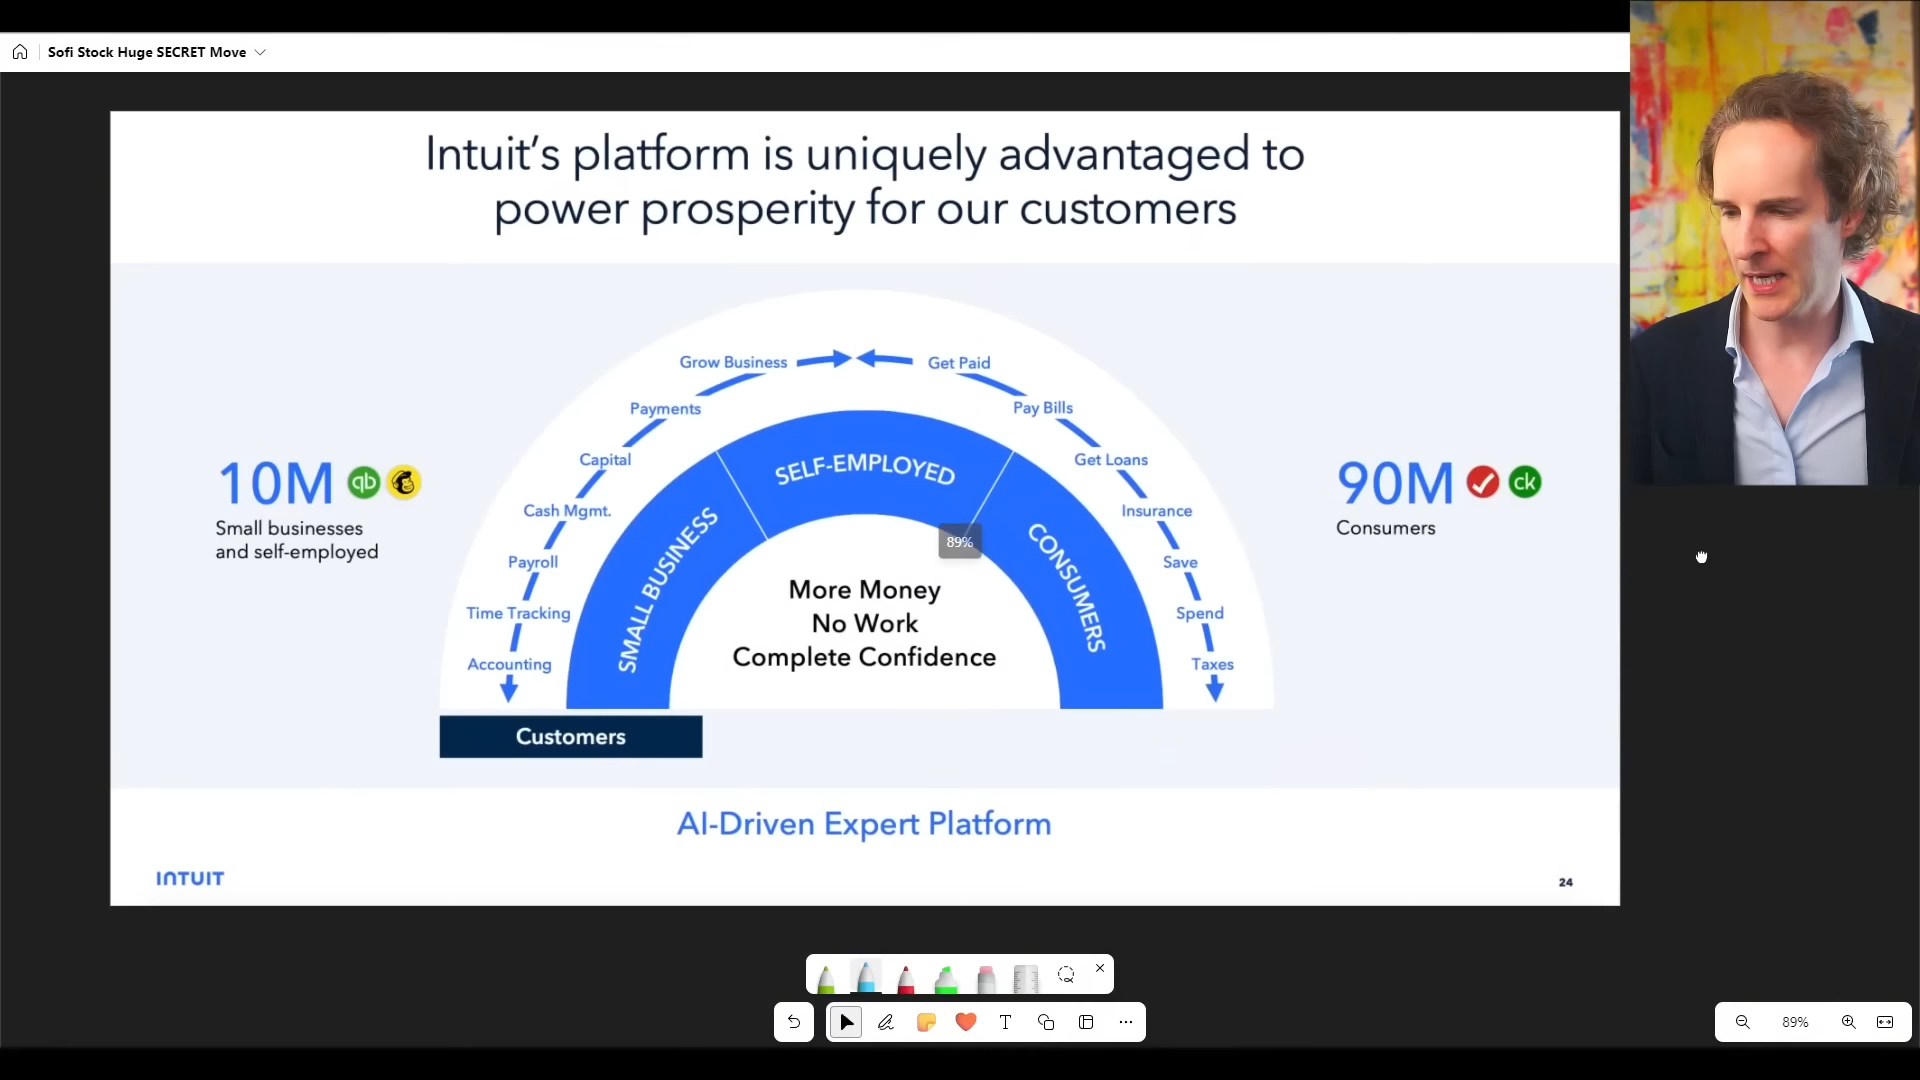 Sofi Stock Huge SECRET Move
Intuit's platform is uniquely advantaged to
power prosperity for our customers
Grow Business
Get Paid
Payments
Pay Bills
Capital
Get Loans
Cash Mgmt.
Insurance
Payroll
Save
Time Tracking
Spend
Accounting
Taxes
SMALL BUSINESS
SELF-EMPLOYED
CONSUMERS
10M
qb
Small businesses
and self-employed
90M
ck
Consumers
89%
More Money
No Work
Complete Confidence
Customers
AI-Driven Expert Platform
INTUIT
24
T
89%